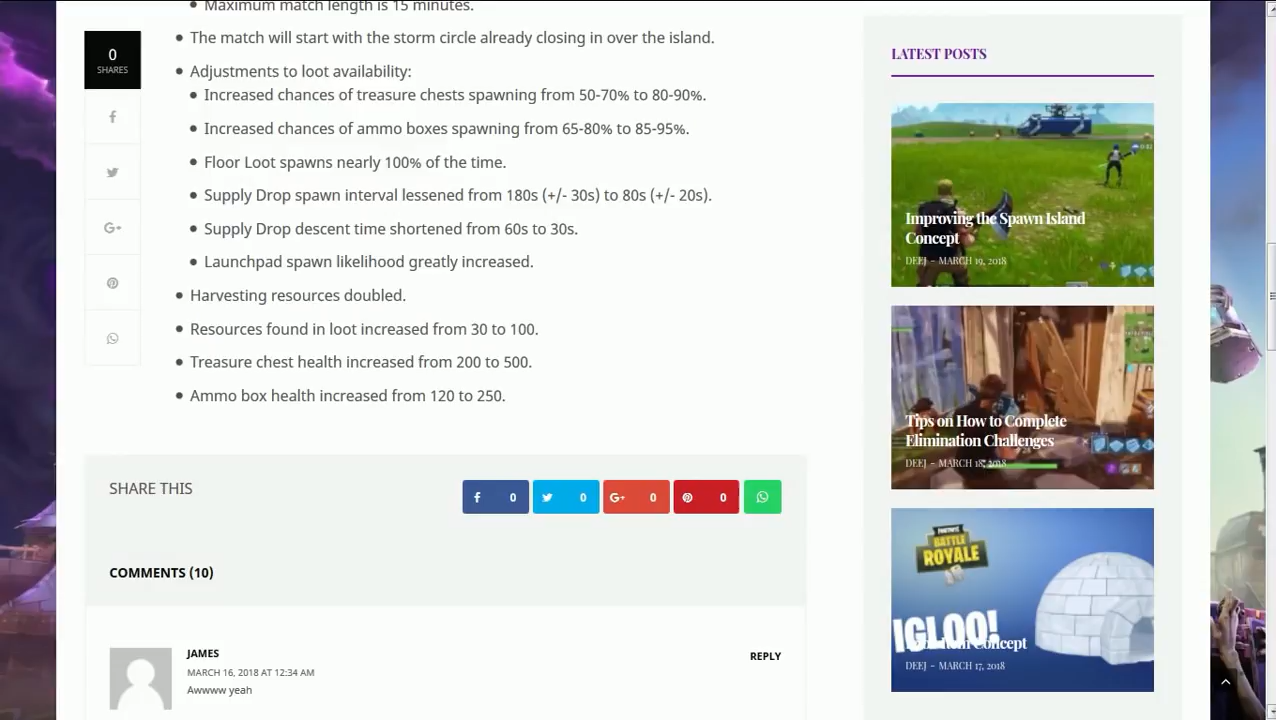 Maximum match length is 15 minutes.
The match will start with the storm circle already closing in over the island.
Adjustments to loot availability:
Increased chances of treasure chests spawning from 50-70% to 80-90%.
Increased chances of ammo boxes spawning from 65-80% to 85-95%.
Floor Loot spawns nearly 100% of the time.
Supply Drop spawn interval lessened from 180s (+/- 30s) to 80s (+/- 20s).
Supply Drop descent time shortened from 60s to 30s.
Launchpad spawn likelihood greatly increased.
Harvesting resources doubled.
Resources found in loot increased from 30 to 100.
Treasure chest health increased from 200 to 500.
Ammo box health increased from 120 to 250.
0
SHARES
SHARE THIS
0
0
0
0
COMMENTS (10)
JAMES
MARCH 16, 2018 AT 12:34 AM
Awwww yeah
REPLY
LATEST POSTS
Improving the Spawn Island
Concept
DEEJ - MARCH 19, 2018
Tips on How to Complete
Elimination Challenges
DEEJ - MARCH 18, 2018
FORTNITE
BATTLE
ROYALE
IGLOO!
Concept
DEEJ - MARCH 17, 2018